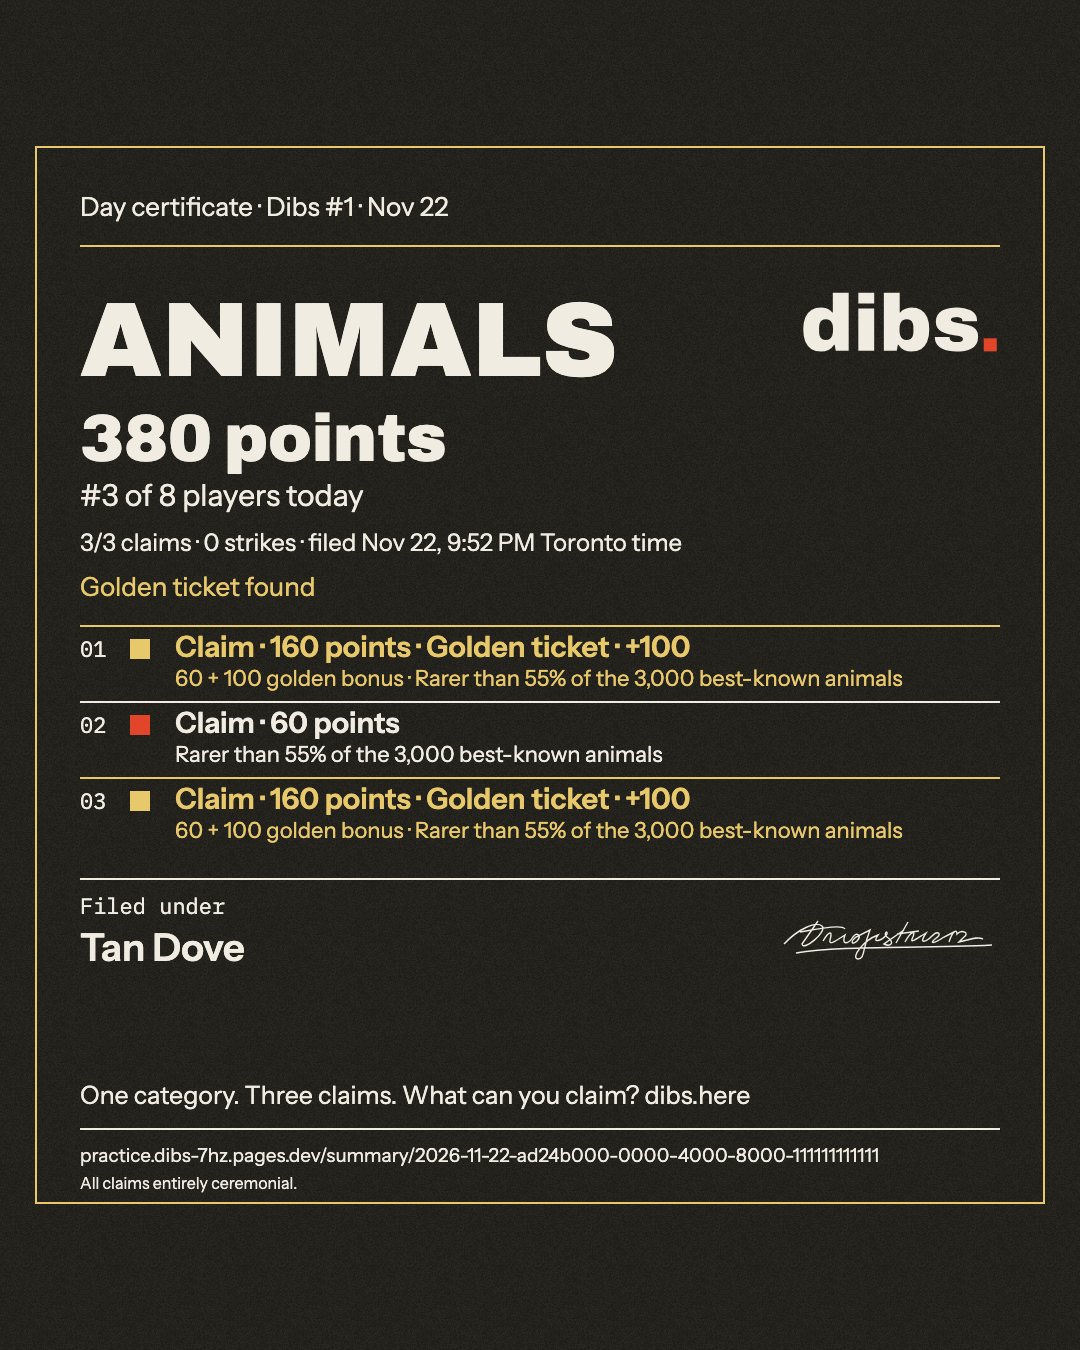 Day certificate · Dibs #1 · Nov 22
ANIMALS
dibs.
380 points
#3 of 8 players today
3/3 claims · 0 strikes · filed Nov 22, 9:52 PM Toronto time
Golden ticket found
01 Claim · 160 points · Golden ticket · +100
60 + 100 golden bonus · Rarer than 55% of the 3,000 best-known animals
02 Claim · 60 points
Rarer than 55% of the 3,000 best-known animals
03 Claim · 160 points · Golden ticket · +100
60 + 100 golden bonus · Rarer than 55% of the 3,000 best-known animals
Filed under
Tan Dove
One category. Three claims. What can you claim? dibs.here
practice.dibs-7hz.pages.dev/summary/2026-11-22-ad24b000-0000-4000-8000-111111111111
All claims entirely ceremonial.